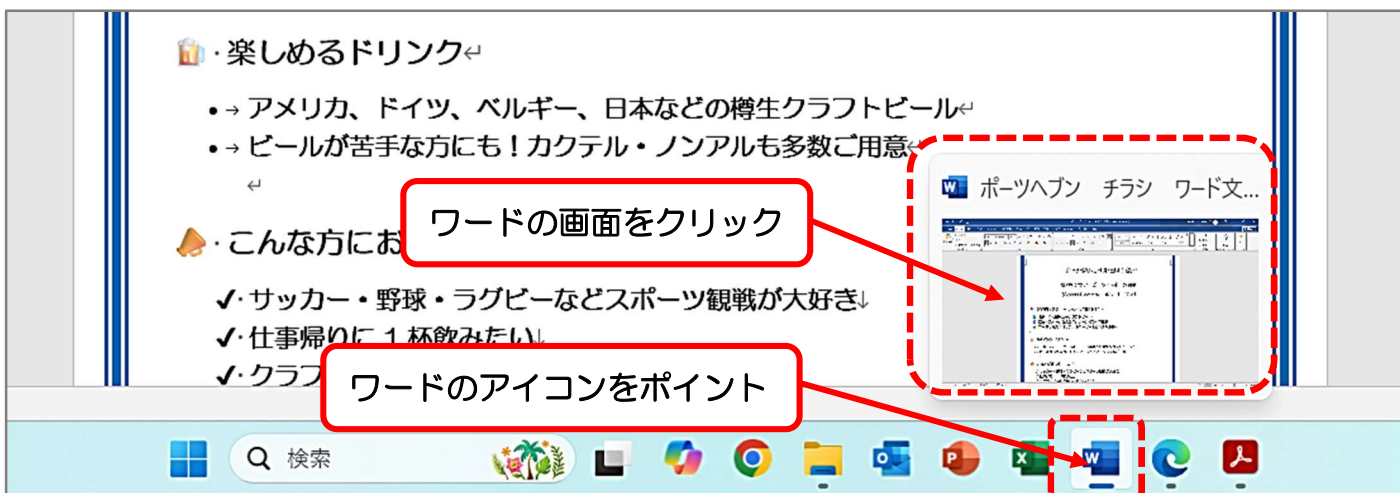 🍺・楽しめるドリンク↵
•→アメリカ、ドイツ、ベルギー、日本などの樽生クラフトビール↵
•→ビールが苦手な方にも！カクテル・ノンアルも多数ご用意↵
↵
ポーツヘブン　チラシ　ワード文...
ワードの画面をクリック
📣・こんな方にお
✓・サッカー・野球・ラグビーなどスポーツ観戦が大好き↓
✓・仕事帰りに１杯飲みたい↓
✓・クラフ
ワードのアイコンをポイント
検索